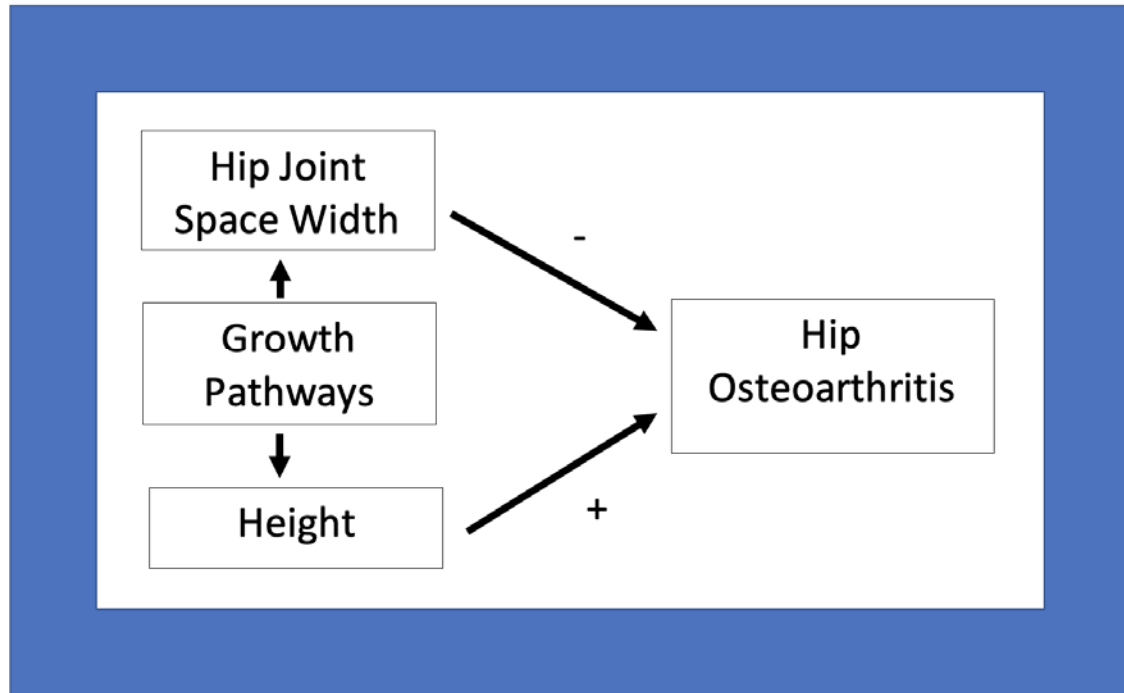 Hip Joint
Space Width
-
Growth
Pathways
Hip
Osteoarthritis
Height
+